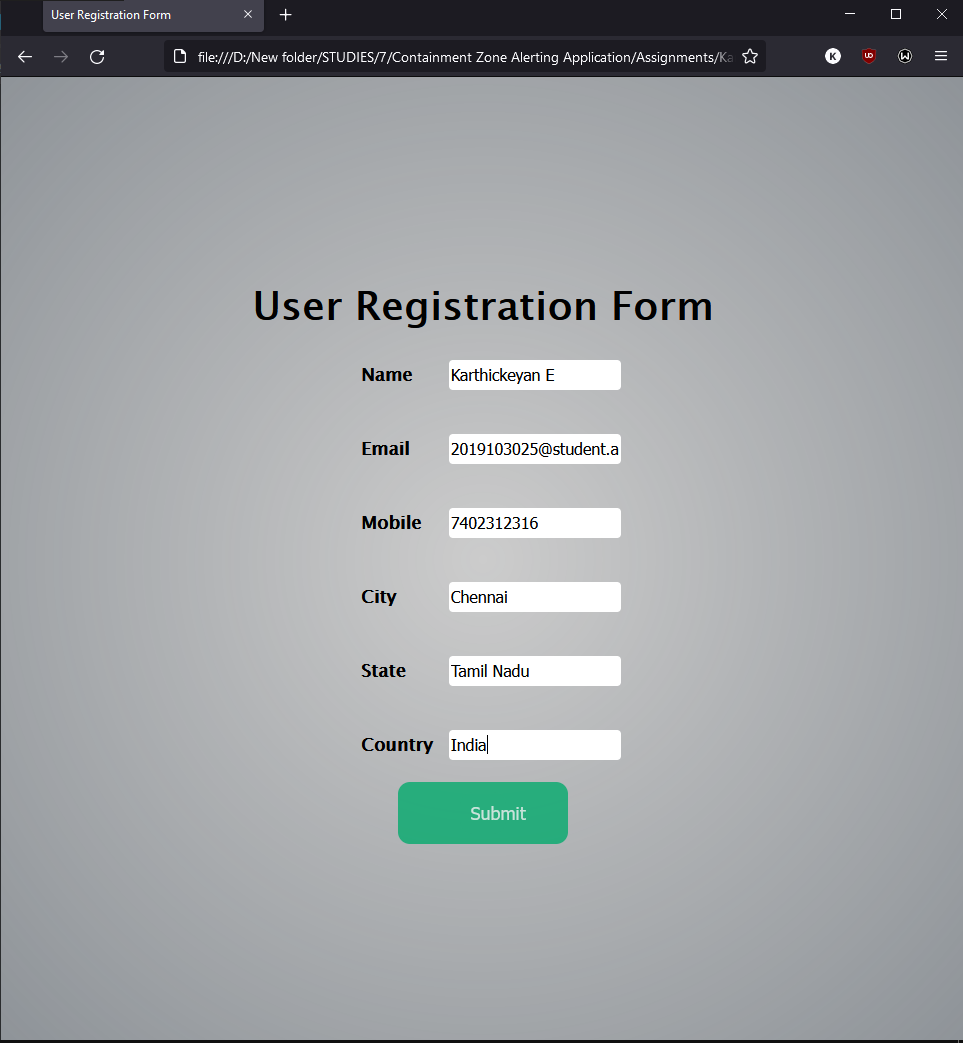 User Registration Form
file:///D:/New folder/STUDIES/7/Containment Zone Alerting Application/Assignments/Ka
K
UD
W
User Registration Form
Name Karthickeyan E
Email 2019103025@student.a
Mobile 7402312316
City Chennai
State Tamil Nadu
Country India
Submit